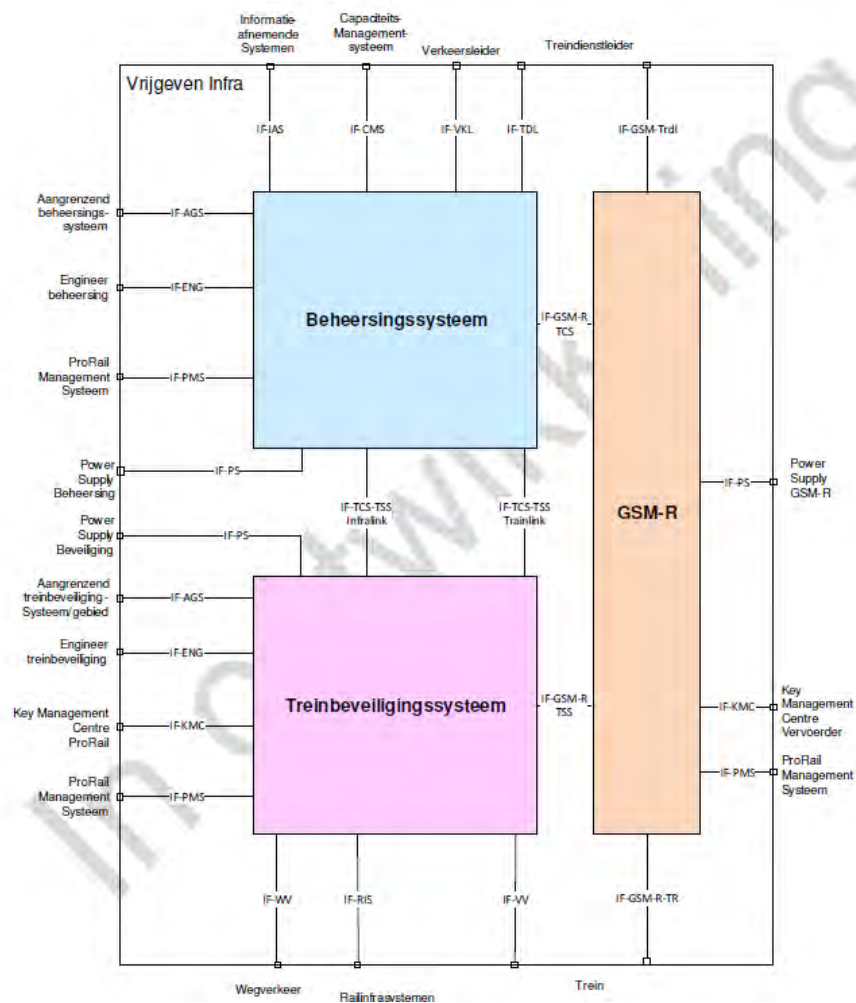 Informatie-
afnemende
Systemen
Capaciteits
Management-
systeem
Verkeersleider
Treindienstleider
Vrijgeven Infra
IF-IAS
IF-CMS
IF-VKL
IF-TDL
IF-GSM-Trdl
Aangrenzend
beheersings-
systeem
IF-AGS
Engineer
beheersing
IF-ENG
Beheersingssysteem
IF-GSM-R
TCS
ProRail
Management
Systeem
IF-PMS
Power
Supply
Beheersing
IF-PS
IF-TCS-TSS
Infralink
IF-TCS-TSS
Trainlink
GSM-R
IF-PS
Power
Supply
GSM-R
Power
Supply
Beveiliging
IF-PS
Aangrenzend
treinbeveiliging-
Systeem/gebied
IF-AGS
Engineer
treinbeveiliging
IF-ENG
Treinbeveiligingssysteem
IF-GSM-R
TSS
Key Management
Centre
ProRail
IF-KMC
IF-KMC
Key
Management
Centre
Vervoerder
ProRail
Management
Systeem
IF-PMS
IF-PMS
ProRail
Management
Systeem
IF-WV
IF-RIS
IF-VV
IF-GSM-R-TR
Wegverkeer
Railinfrasystemen
Trein
In ontwikkeling